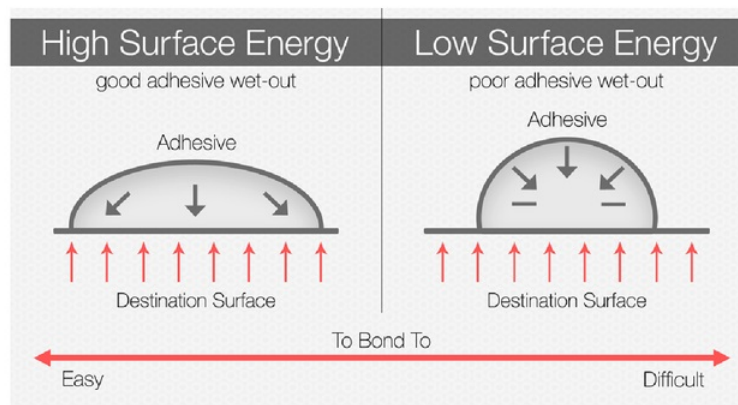 High Surface Energy
good adhesive wet-out
Adhesive
Destination Surface
Low Surface Energy
poor adhesive wet-out
Adhesive
Destination Surface
To Bond To
Easy
Difficult